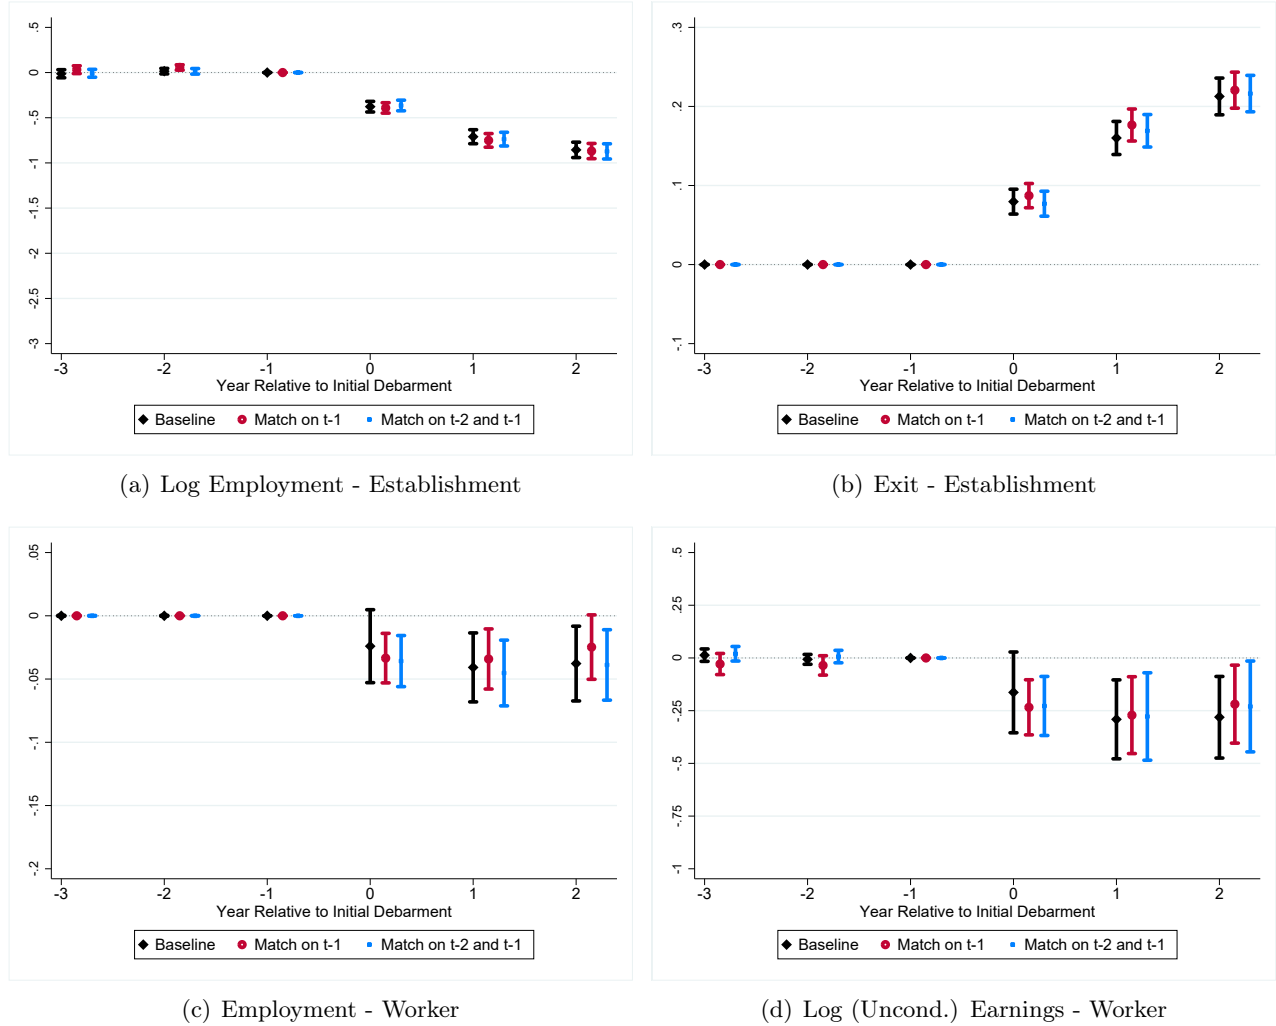 .5
0
-.5
-1
-1.5
-2
-2.5
-3
-3 -2 -1 0 1 2
Year Relative to Initial Debarment
Baseline Match on t-1 Match on t-2 and t-1
(a) Log Employment - Establishment
.3
.2
.1
0
-.1
-3 -2 -1 0 1 2
Year Relative to Initial Debarment
Baseline Match on t-1 Match on t-2 and t-1
(b) Exit - Establishment
.05
0
-.05
-.1
-.15
-.2
-3 -2 -1 0 1 2
Year Relative to Initial Debarment
Baseline Match on t-1 Match on t-2 and t-1
(c) Employment - Worker
.5
.25
0
-.25
-.5
-.75
-1
-3 -2 -1 0 1 2
Year Relative to Initial Debarment
Baseline Match on t-1 Match on t-2 and t-1
(d) Log (Uncond.) Earnings - Worker